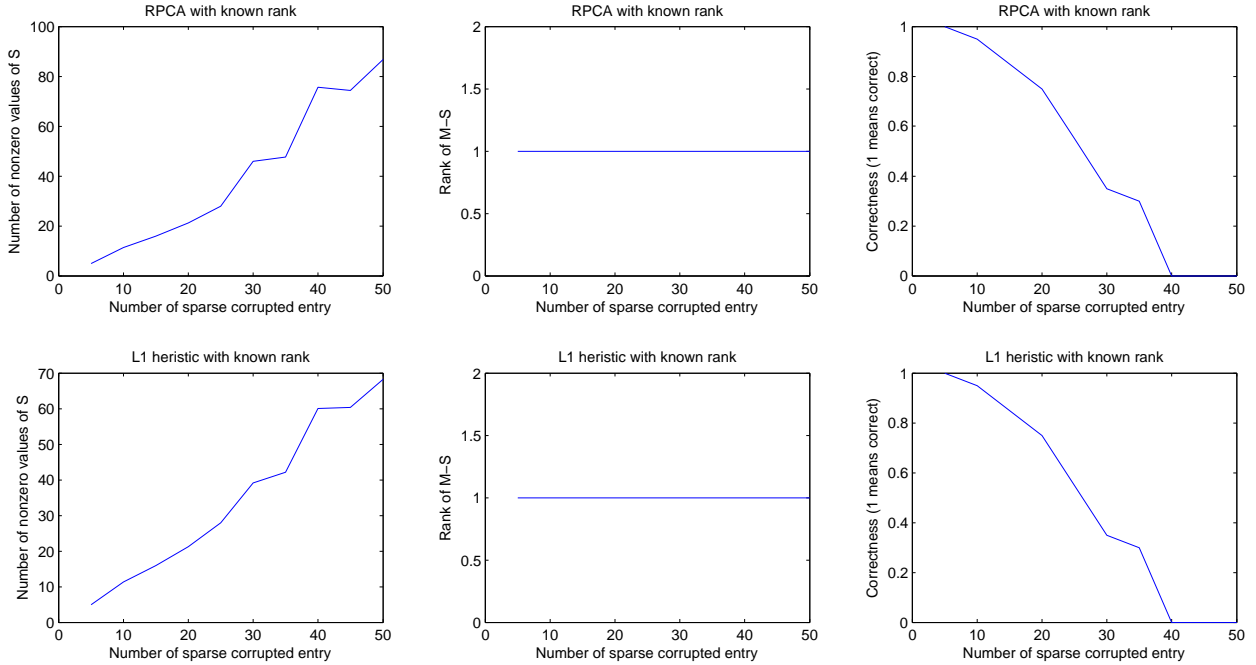 RPCA with known rank
Number of nonzero values of S
100
80
60
40
20
0
0 10 20 30 40 50
Number of sparse corrupted entry
RPCA with known rank
Rank of M−S
2
1.5
1
0.5
0
0 10 20 30 40 50
Number of sparse corrupted entry
RPCA with known rank
Correctness (1 means correct)
1
0.8
0.6
0.4
0.2
0
0 10 20 30 40 50
Number of sparse corrupted entry
L1 heristic with known rank
Number of nonzero values of S
70
60
50
40
30
20
10
0
0 10 20 30 40 50
Number of sparse corrupted entry
L1 heristic with known rank
Rank of M−S
2
1.5
1
0.5
0
0 10 20 30 40 50
Number of sparse corrupted entry
L1 heristic with known rank
Correctness (1 means correct)
1
0.8
0.6
0.4
0.2
0
0 10 20 30 40 50
Number of sparse corrupted entry